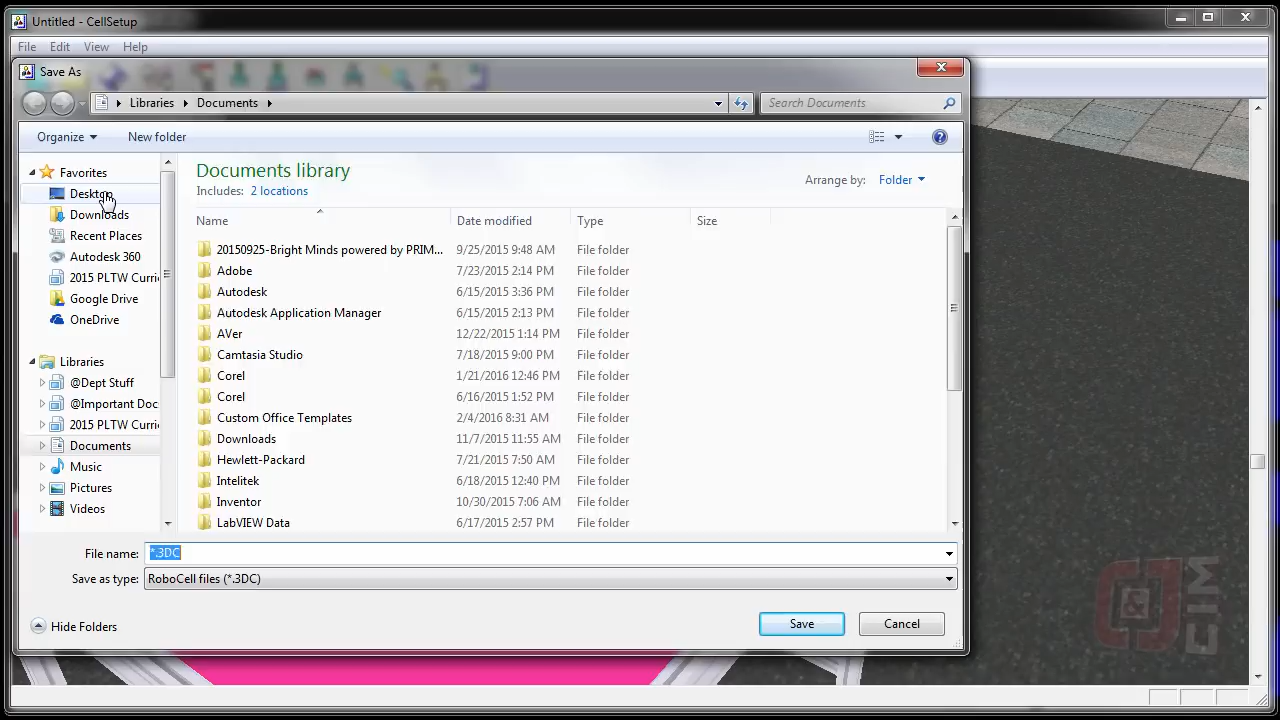 Untitled - CellSetup
File Edit View Help
Save As
Libraries Documents
Search Documents
Organize New folder
Favorites
Desktop
Downloads
Recent Places
Autodesk 360
2015 PLTW Curri
Google Drive
OneDrive
Libraries
@Dept Stuff
@Important Doc
2015 PLTW Curri
Documents
Music
Pictures
Videos
Documents library
Includes: 2 locations
Arrange by: Folder
Name Date modified Type Size
20150925-Bright Minds powered by PRIM... 9/25/2015 9:48 AM File folder
Adobe 7/23/2015 2:14 PM File folder
Autodesk 6/15/2015 3:36 PM File folder
Autodesk Application Manager 6/15/2015 2:13 PM File folder
AVer 12/22/2015 1:14 PM File folder
Camtasia Studio 7/18/2015 9:00 PM File folder
Corel 1/21/2016 12:46 PM File folder
Corel 6/16/2015 1:52 PM File folder
Custom Office Templates 2/4/2016 8:31 AM File folder
Downloads 11/7/2015 11:55 AM File folder
Hewlett-Packard 7/21/2015 7:50 AM File folder
Intelitek 6/18/2015 12:40 PM File folder
Inventor 10/30/2015 7:06 AM File folder
LabVIEW Data 6/17/2015 2:57 PM File folder
File name: *.3DC
Save as type: RoboCell files (*.3DC)
Hide Folders
Save Cancel
CJ & CIM